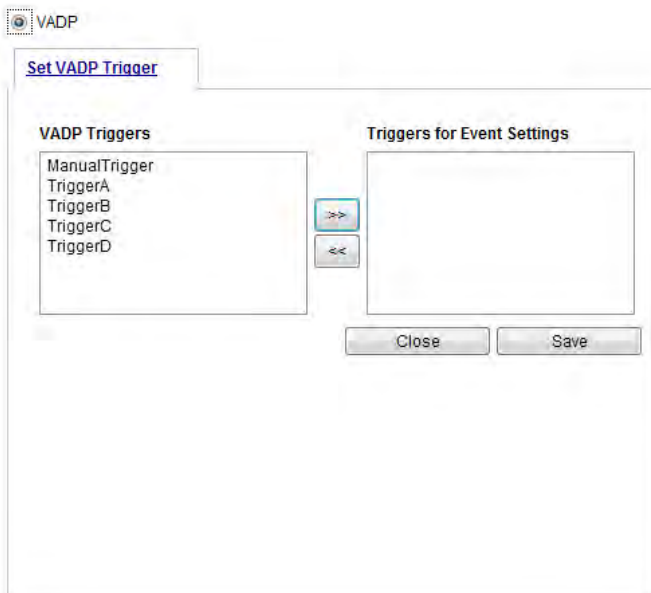 VADP
Set VADP Trigger
VADP Triggers
Triggers for Event Settings
ManualTrigger
TriggerA
TriggerB
TriggerC
TriggerD
>>
<<
Close
Save